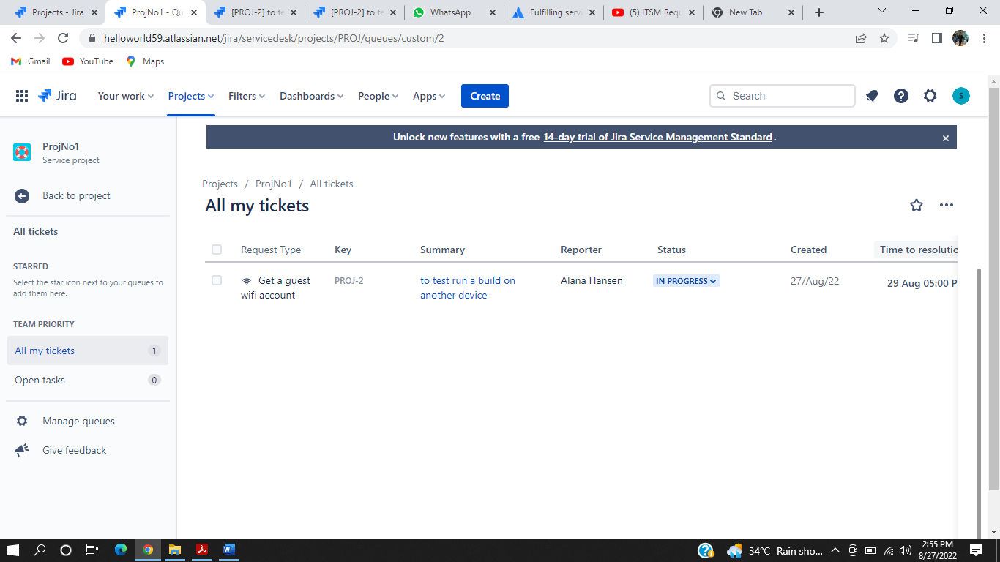 Projects - Jira
ProjNo1 - Qu
[PROJ-2] to te
[PROJ-2] to te
WhatsApp
Fulfilling serv
(5) ITSM Requ
New Tab
helloworld59.atlassian.net/jira/servicedesk/projects/PROJ/queues/custom/2
Gmail YouTube Maps
Jira Your work Projects Filters Dashboards People Apps Create Search S
Unlock new features with a free 14-day trial of Jira Service Management Standard.
ProjNo1
Service project
Back to project
All tickets
STARRED
Select the star icon next to your queues to
add them here.
TEAM PRIORITY
All my tickets 1
Open tasks 0
Manage queues
Give feedback
Projects / ProjNo1 / All tickets
All my tickets
Request Type Key Summary Reporter Status Created Time to resolutio
Get a guest PROJ-2 to test run a build on Alana Hansen IN PROGRESS 27/Aug/22 29 Aug 05:00 P
wifi account another device
34°C Rain sho... 2:55 PM
8/27/2022